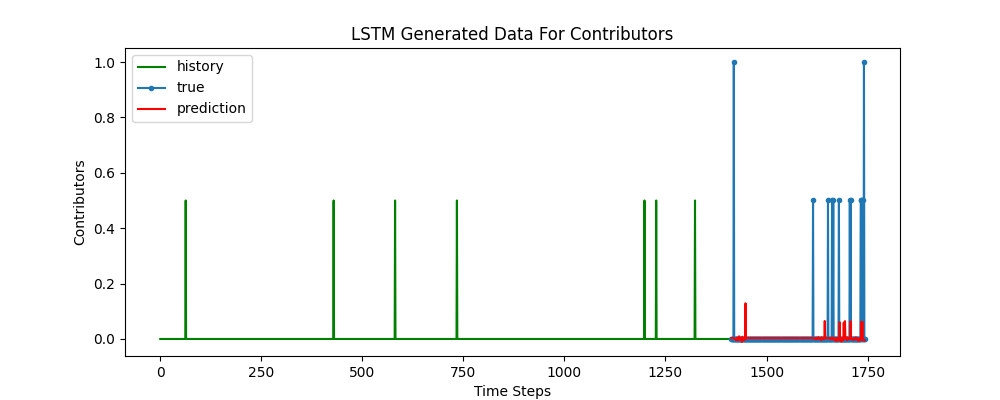 LSTM Generated Data For Contributors
history
true
prediction
Contributors
1.0
0.8
0.6
0.4
0.2
0.0
0 250 500 750 1000 1250 1500 1750
Time Steps